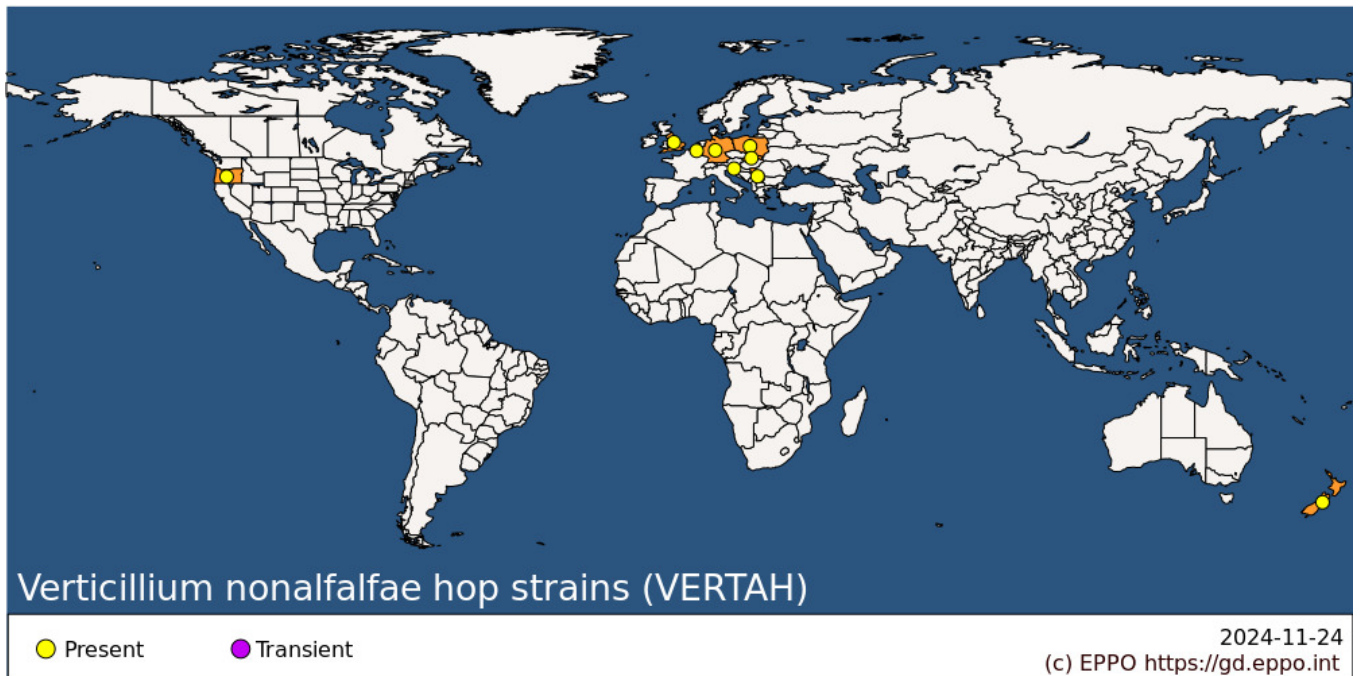 Verticillium nonalfalfae hop strains (VERTAH)
Present
Transient
2024-11-24
(c) EPPO https://gd.eppo.int